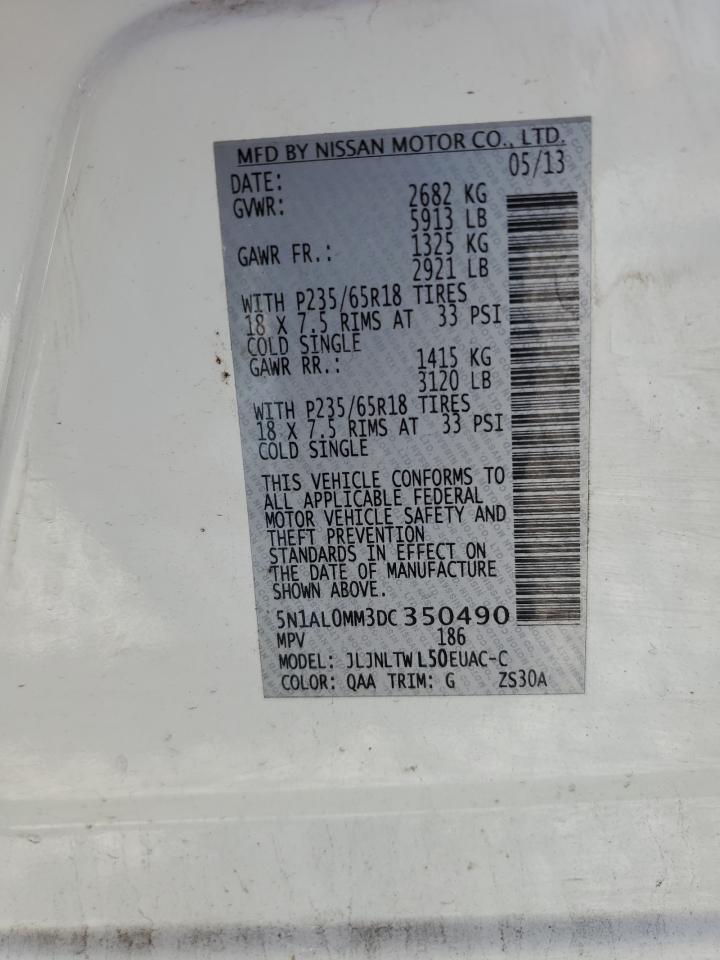 MFD BY NISSAN MOTOR CO., LTD.
DATE: 05/13
GVWR: 2682 KG
5913 LB
GAWR FR.: 1325 KG
2921 LB
WITH P235/65R18 TIRES
18 X 7.5 RIMS AT 33 PSI
COLD SINGLE
GAWR RR.: 1415 KG
3120 LB
WITH P235/65R18 TIRES
18 X 7.5 RIMS AT 33 PSI
COLD SINGLE
THIS VEHICLE CONFORMS TO
ALL APPLICABLE FEDERAL
MOTOR VEHICLE SAFETY AND
THEFT PREVENTION
STANDARDS IN EFFECT ON
THE DATE OF MANUFACTURE
SHOWN ABOVE.
5N1AL0MM3DC350490
MPV 186
MODEL: JLJNLTWL50EUAC-C
COLOR: QAA TRIM: G ZS30A